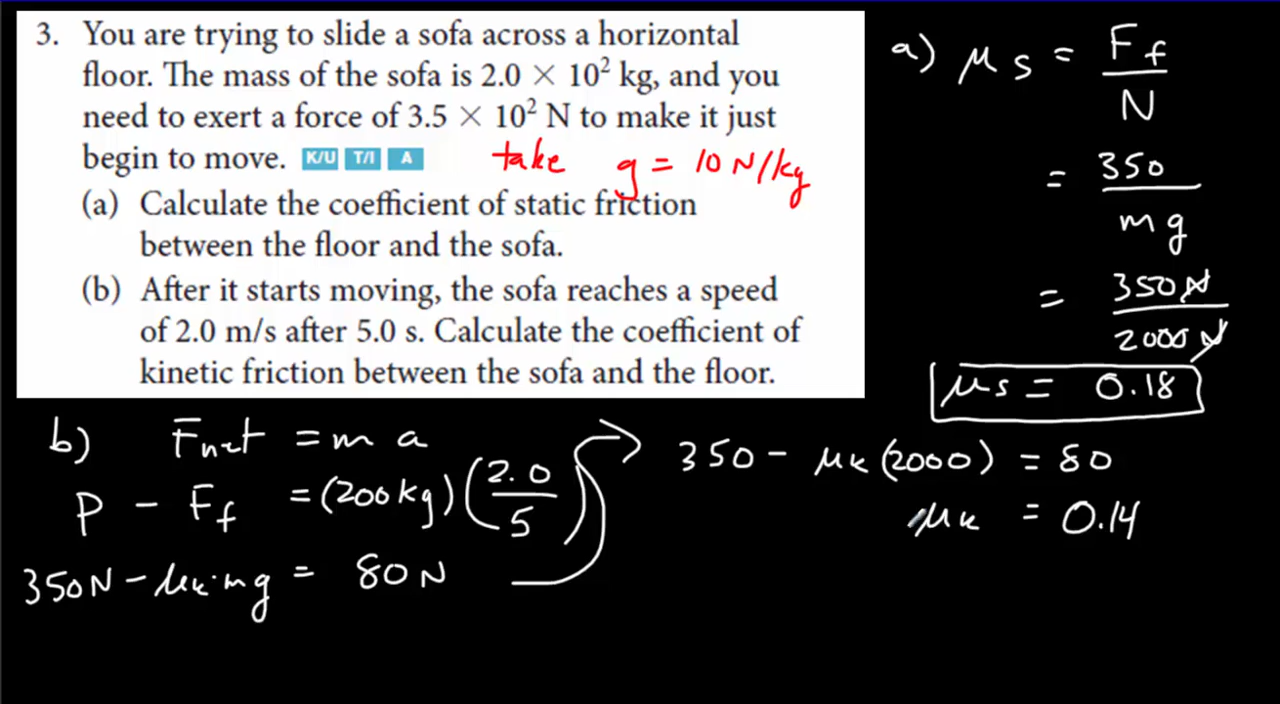 3. You are trying to slide a sofa across a horizontal
floor. The mass of the sofa is 2.0 × 10² kg, and you
need to exert a force of 3.5 × 10² N to make it just
begin to move. K/U T/I A
take g = 10 N/kg
(a) Calculate the coefficient of static friction
between the floor and the sofa.
(b) After it starts moving, the sofa reaches a speed
of 2.0 m/s after 5.0 s. Calculate the coefficient of
kinetic friction between the sofa and the floor.
a) μs = Ff / N
= 350 / mg
= 350N / 2000 N
μs = 0.18
b) Fnet = m a
P - Ff = (200kg) (2.0 / 5)
350N - μk·mg = 80 N
350 - μk (2000) = 80
μk = 0.14